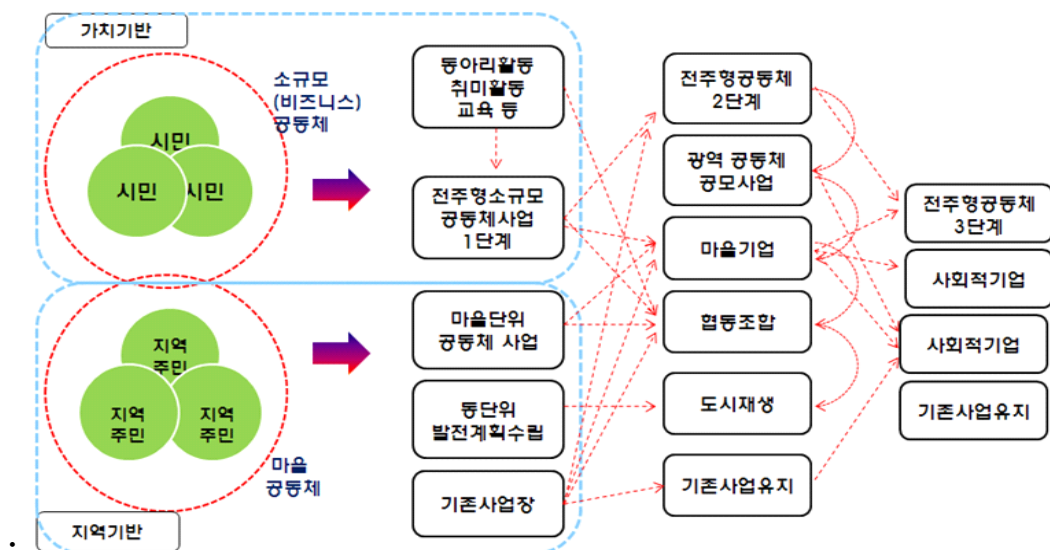 가치기반
소규모
(비즈니스)
공동체
시민
시민
시민
동아리활동
취미활동
교육 등
전주형소규모
공동체사업
1단계
전주형공동체
2단계
광역 공동체
공모사업
마을기업
협동조합
도시재생
기존사업유지
전주형공동체
3단계
사회적기업
사회적기업
기존사업유지
지역
주민
지역
주민
지역
주민
마을
공동체
지역기반
마을단위
공동체 사업
동단위
발전계획수립
기존사업장